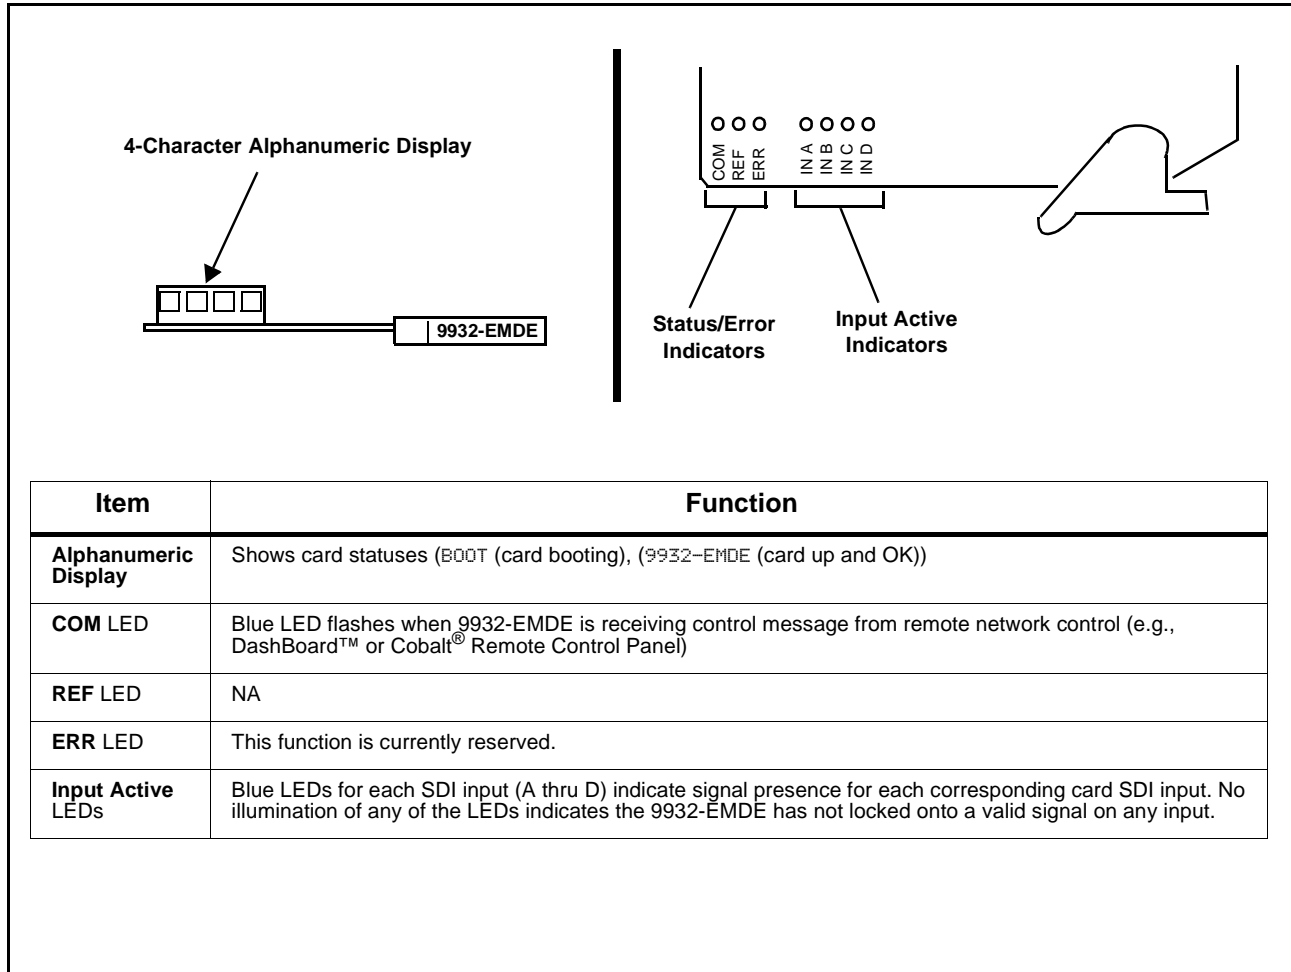 4-Character Alphanumeric Display
9932-EMDE
COM
REF
ERR
IN A
IN B
IN C
IN D
Status/Error
Indicators
Input Active
Indicators
Item
Function
Alphanumeric
Display
Shows card statuses (BOOT (card booting), (9932-EMDE (card up and OK))
COM LED
Blue LED flashes when 9932-EMDE is receiving control message from remote network control (e.g.,
DashBoard™ or Cobalt® Remote Control Panel)
REF LED
NA
ERR LED
This function is currently reserved.
Input Active
LEDs
Blue LEDs for each SDI input (A thru D) indicate signal presence for each corresponding card SDI input. No
illumination of any of the LEDs indicates the 9932-EMDE has not locked onto a valid signal on any input.